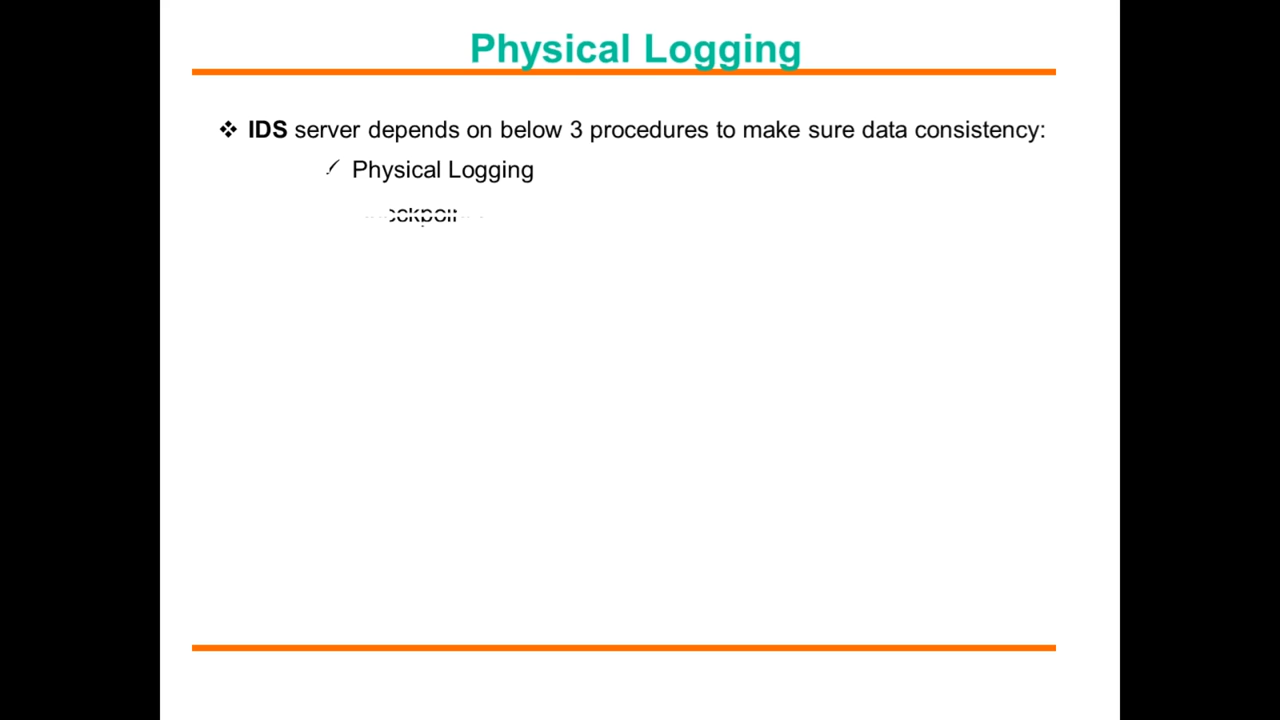 Physical Logging
❖ IDS server depends on below 3 procedures to make sure data consistency:
✓ Physical Logging